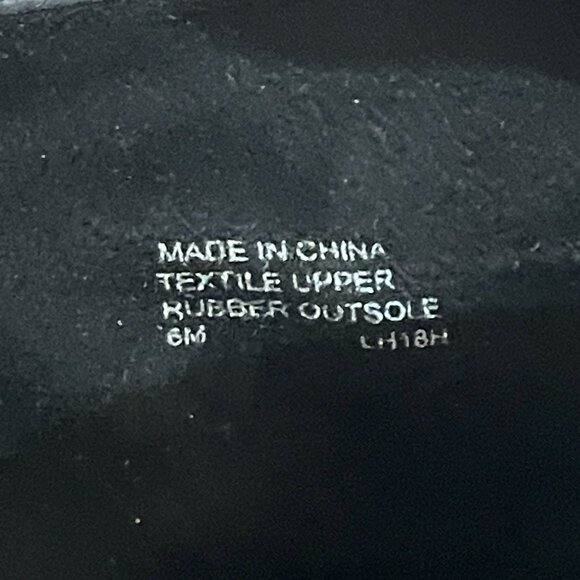 MADE IN CHINA
TEXTILE UPPER
RUBBER OUTSOLE
6M LH18H